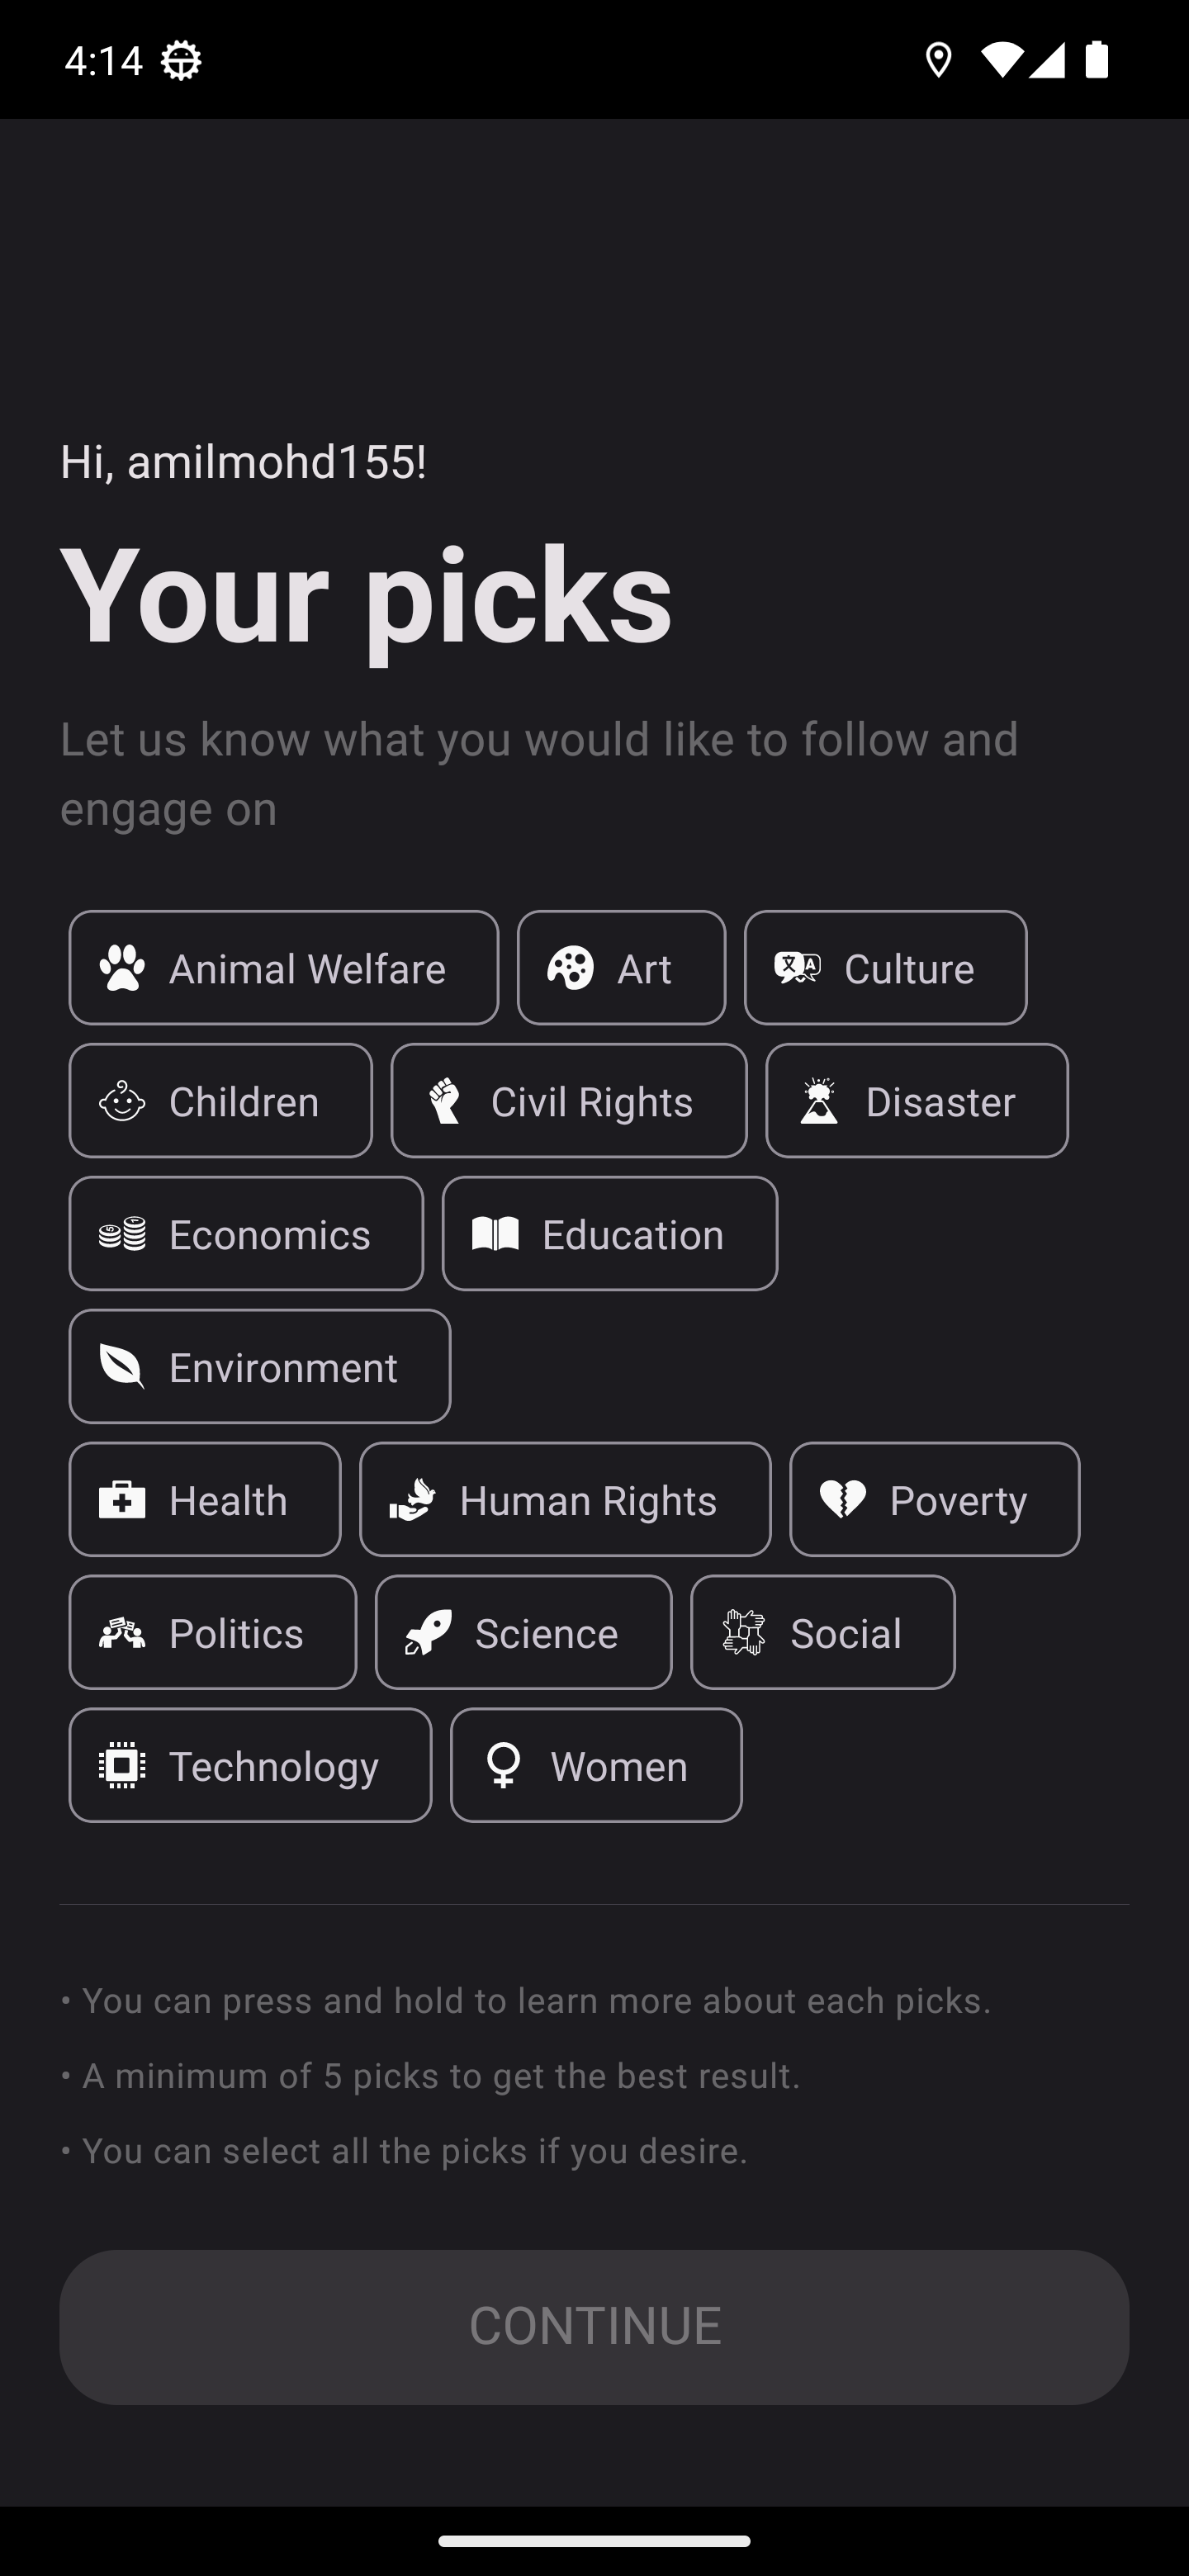 4:14
Hi, amilmohd155!
Your picks
Let us know what you would like to follow and
engage on
Animal Welfare
Art
Culture
Children
Civil Rights
Disaster
Economics
Education
Environment
Health
Human Rights
Poverty
Politics
Science
Social
Technology
Women
• You can press and hold to learn more about each picks.
• A minimum of 5 picks to get the best result.
• You can select all the picks if you desire.
CONTINUE